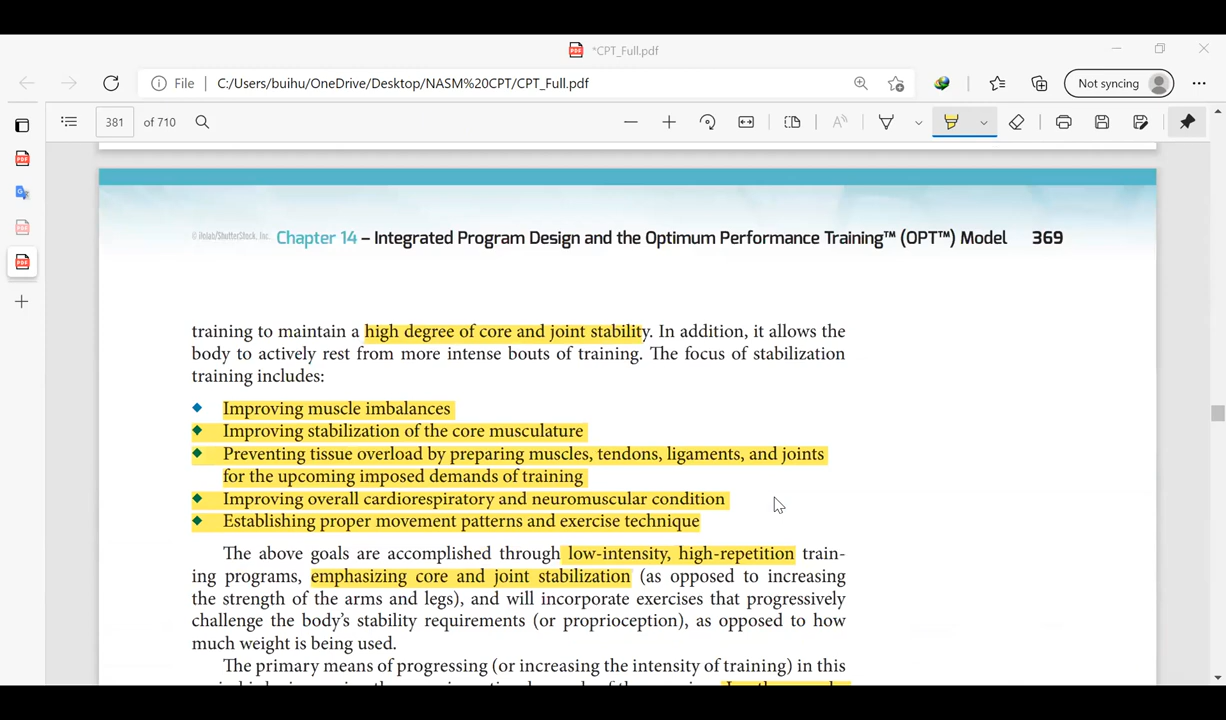 *CPT_Full.pdf
File C:/Users/buihu/OneDrive/Desktop/NASM%20CPT/CPT_Full.pdf
Not syncing
381 of 710
© ifolab/ShutterStock, Inc. Chapter 14 – Integrated Program Design and the Optimum Performance Training™ (OPT™) Model 369
training to maintain a high degree of core and joint stability. In addition, it allows the
body to actively rest from more intense bouts of training. The focus of stabilization
training includes:
◆ Improving muscle imbalances
◆ Improving stabilization of the core musculature
◆ Preventing tissue overload by preparing muscles, tendons, ligaments, and joints
for the upcoming imposed demands of training
◆ Improving overall cardiorespiratory and neuromuscular condition
◆ Establishing proper movement patterns and exercise technique
The above goals are accomplished through low-intensity, high-repetition train-
ing programs, emphasizing core and joint stabilization (as opposed to increasing
the strength of the arms and legs), and will incorporate exercises that progressively
challenge the body's stability requirements (or proprioception), as opposed to how
much weight is being used.
The primary means of progressing (or increasing the intensity of training) in this